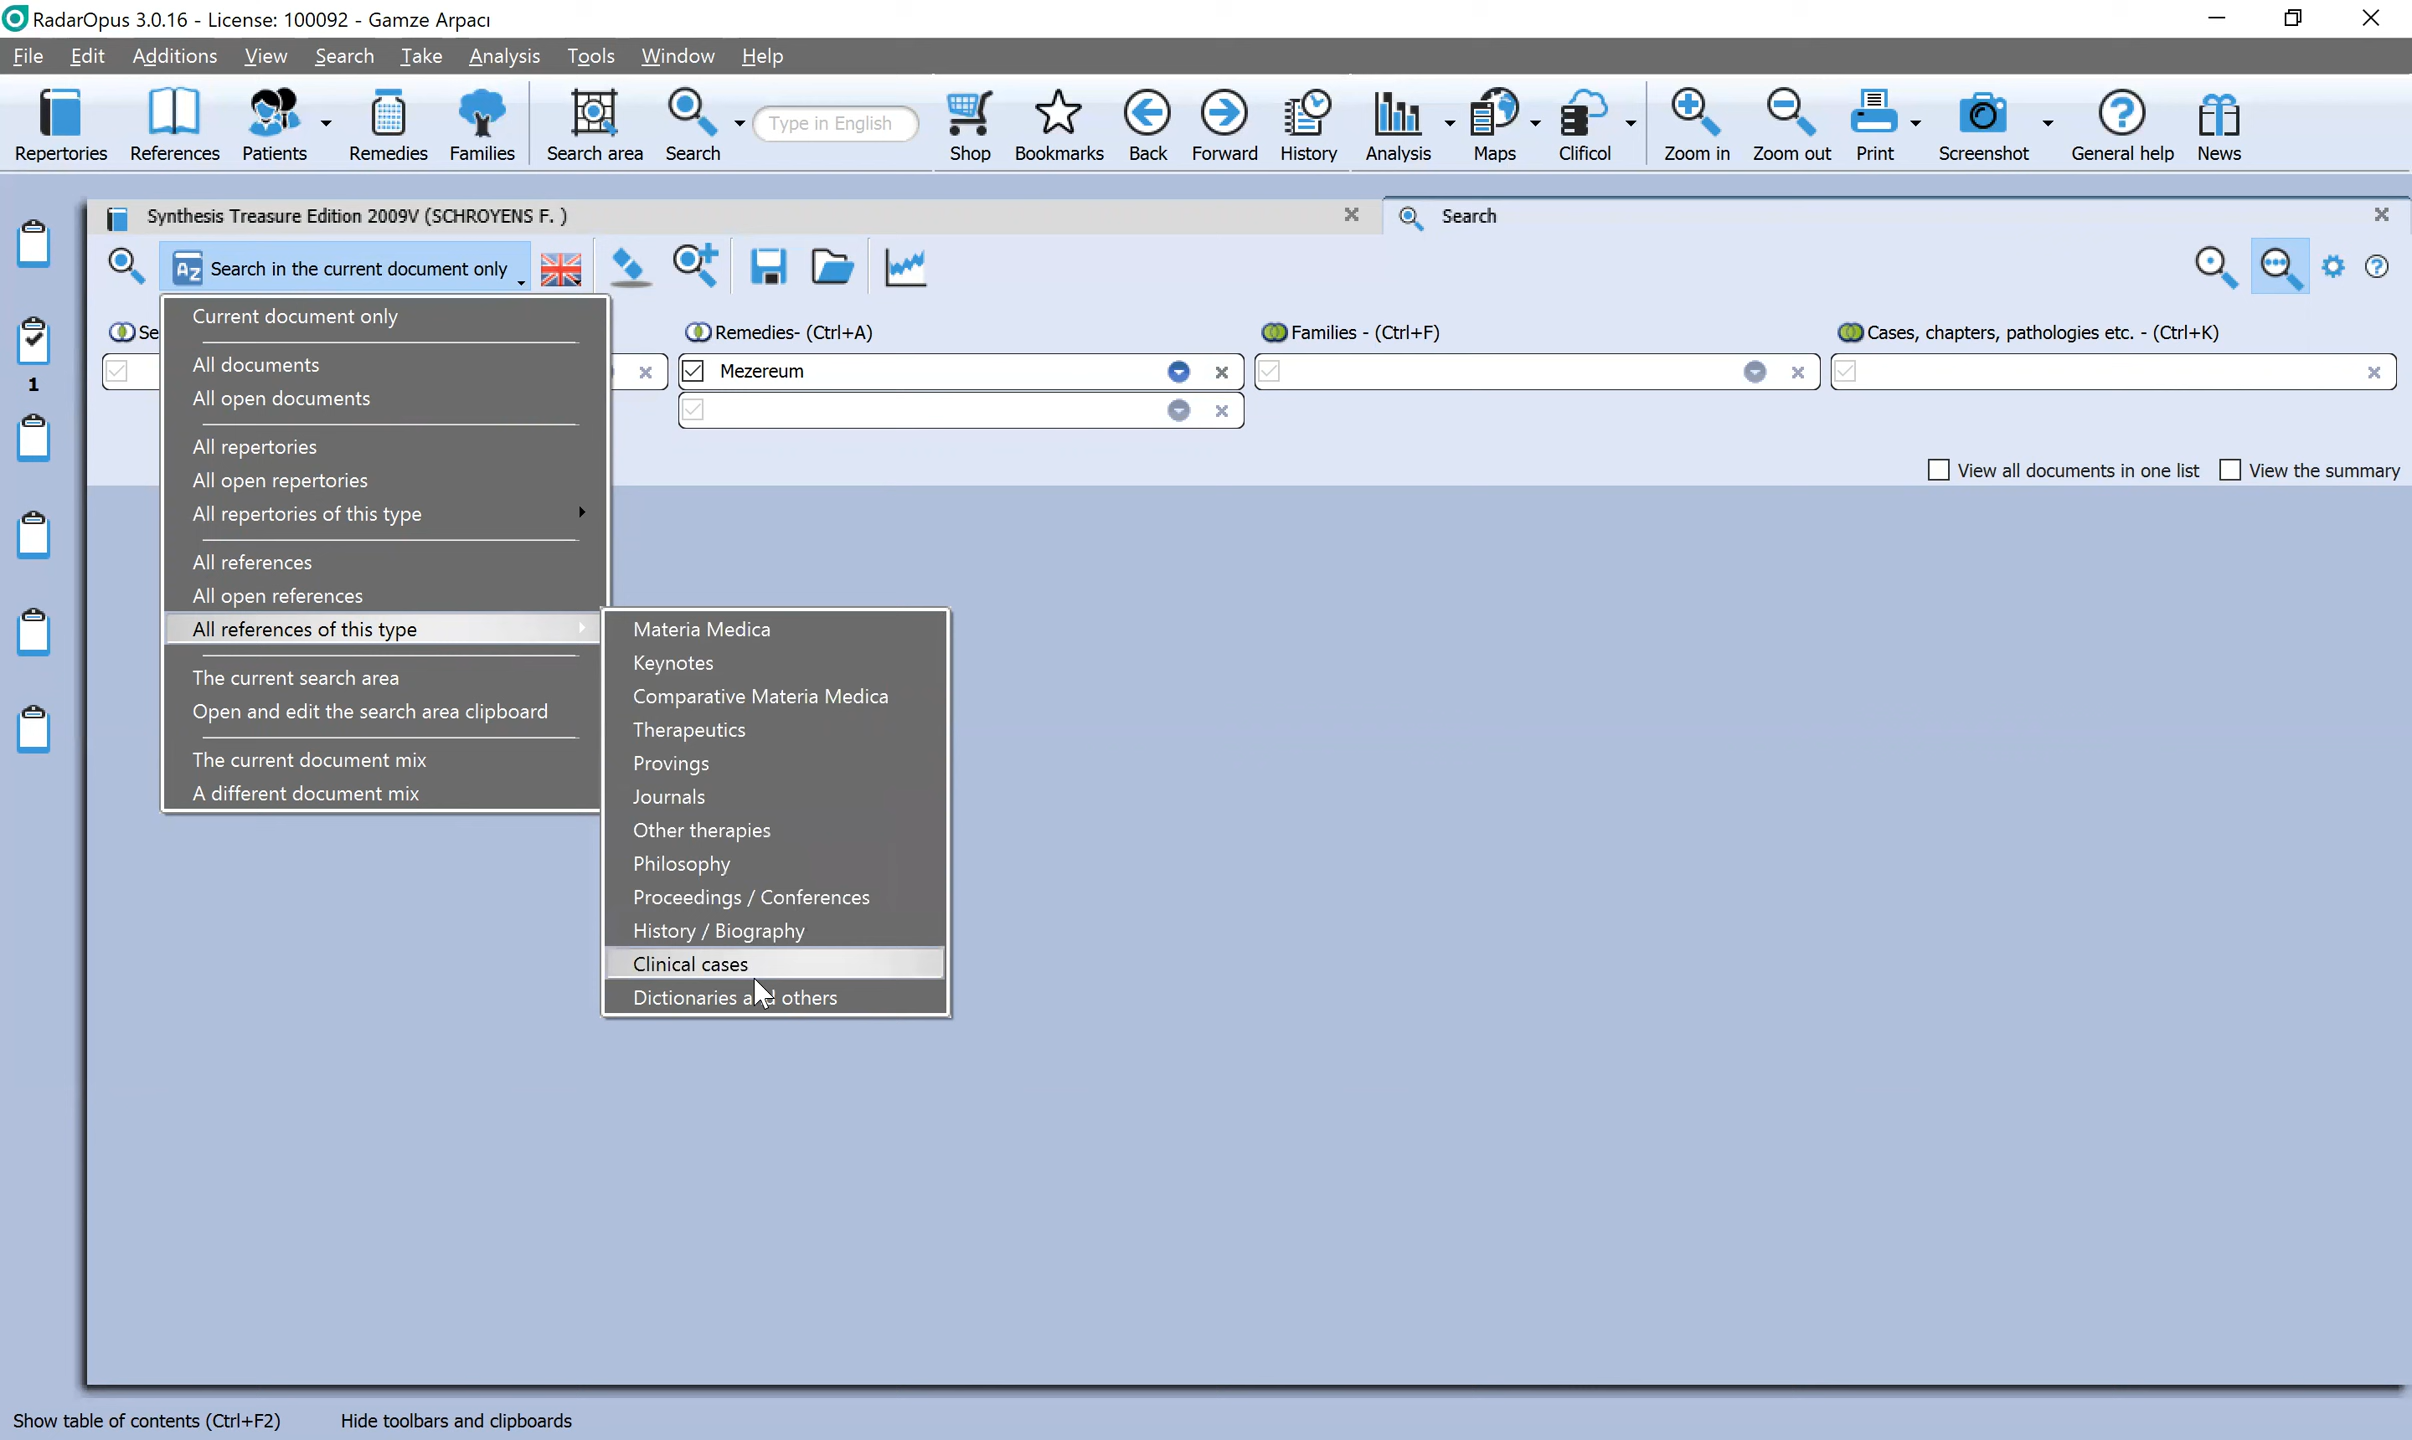 RadarOpus 3.0.16 - License: 100092 - Gamze Arpacı
File Edit Additions View Search Take Analysis Tools Window Help
Repertories References Patients Remedies Families Search area Search Type in English Shop Bookmarks Back Forward History Analysis Maps Clificol Zoom in Zoom out Print Screenshot General help News
Synthesis Treasure Edition 2009V (SCHROYENS F. ) Search
AZ Search in the current document only
Se Remedies- (Ctrl+A) Families - (Ctrl+F) Cases, chapters, pathologies etc. - (Ctrl+K)
Mezereum
View all documents in one list View the summary
1
Current document only
All documents
All open documents
All repertories
All open repertories
All repertories of this type
All references
All open references
All references of this type
The current search area
Open and edit the search area clipboard
The current document mix
A different document mix
Materia Medica
Keynotes
Comparative Materia Medica
Therapeutics
Provings
Journals
Other therapies
Philosophy
Proceedings / Conferences
History / Biography
Clinical cases
Dictionaries and others
Show table of contents (Ctrl+F2) Hide toolbars and clipboards